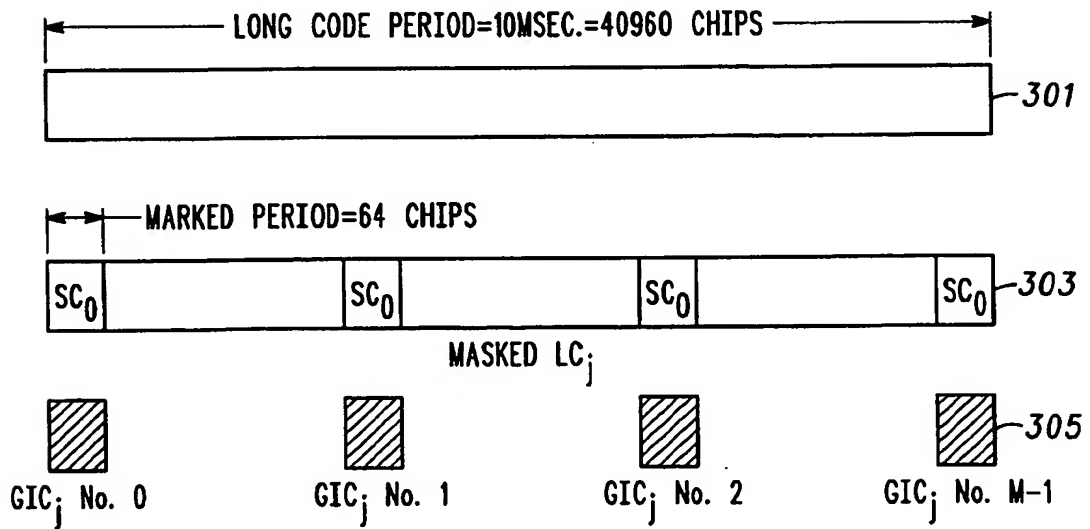 LONG CODE PERIOD=10MSEC.=40960 CHIPS
301
MARKED PERIOD=64 CHIPS
SC0 SC0 SC0 SC0 303
MASKED LCj
305
GICj No. 0 GICj No. 1 GICj No. 2 GICj No. M-1